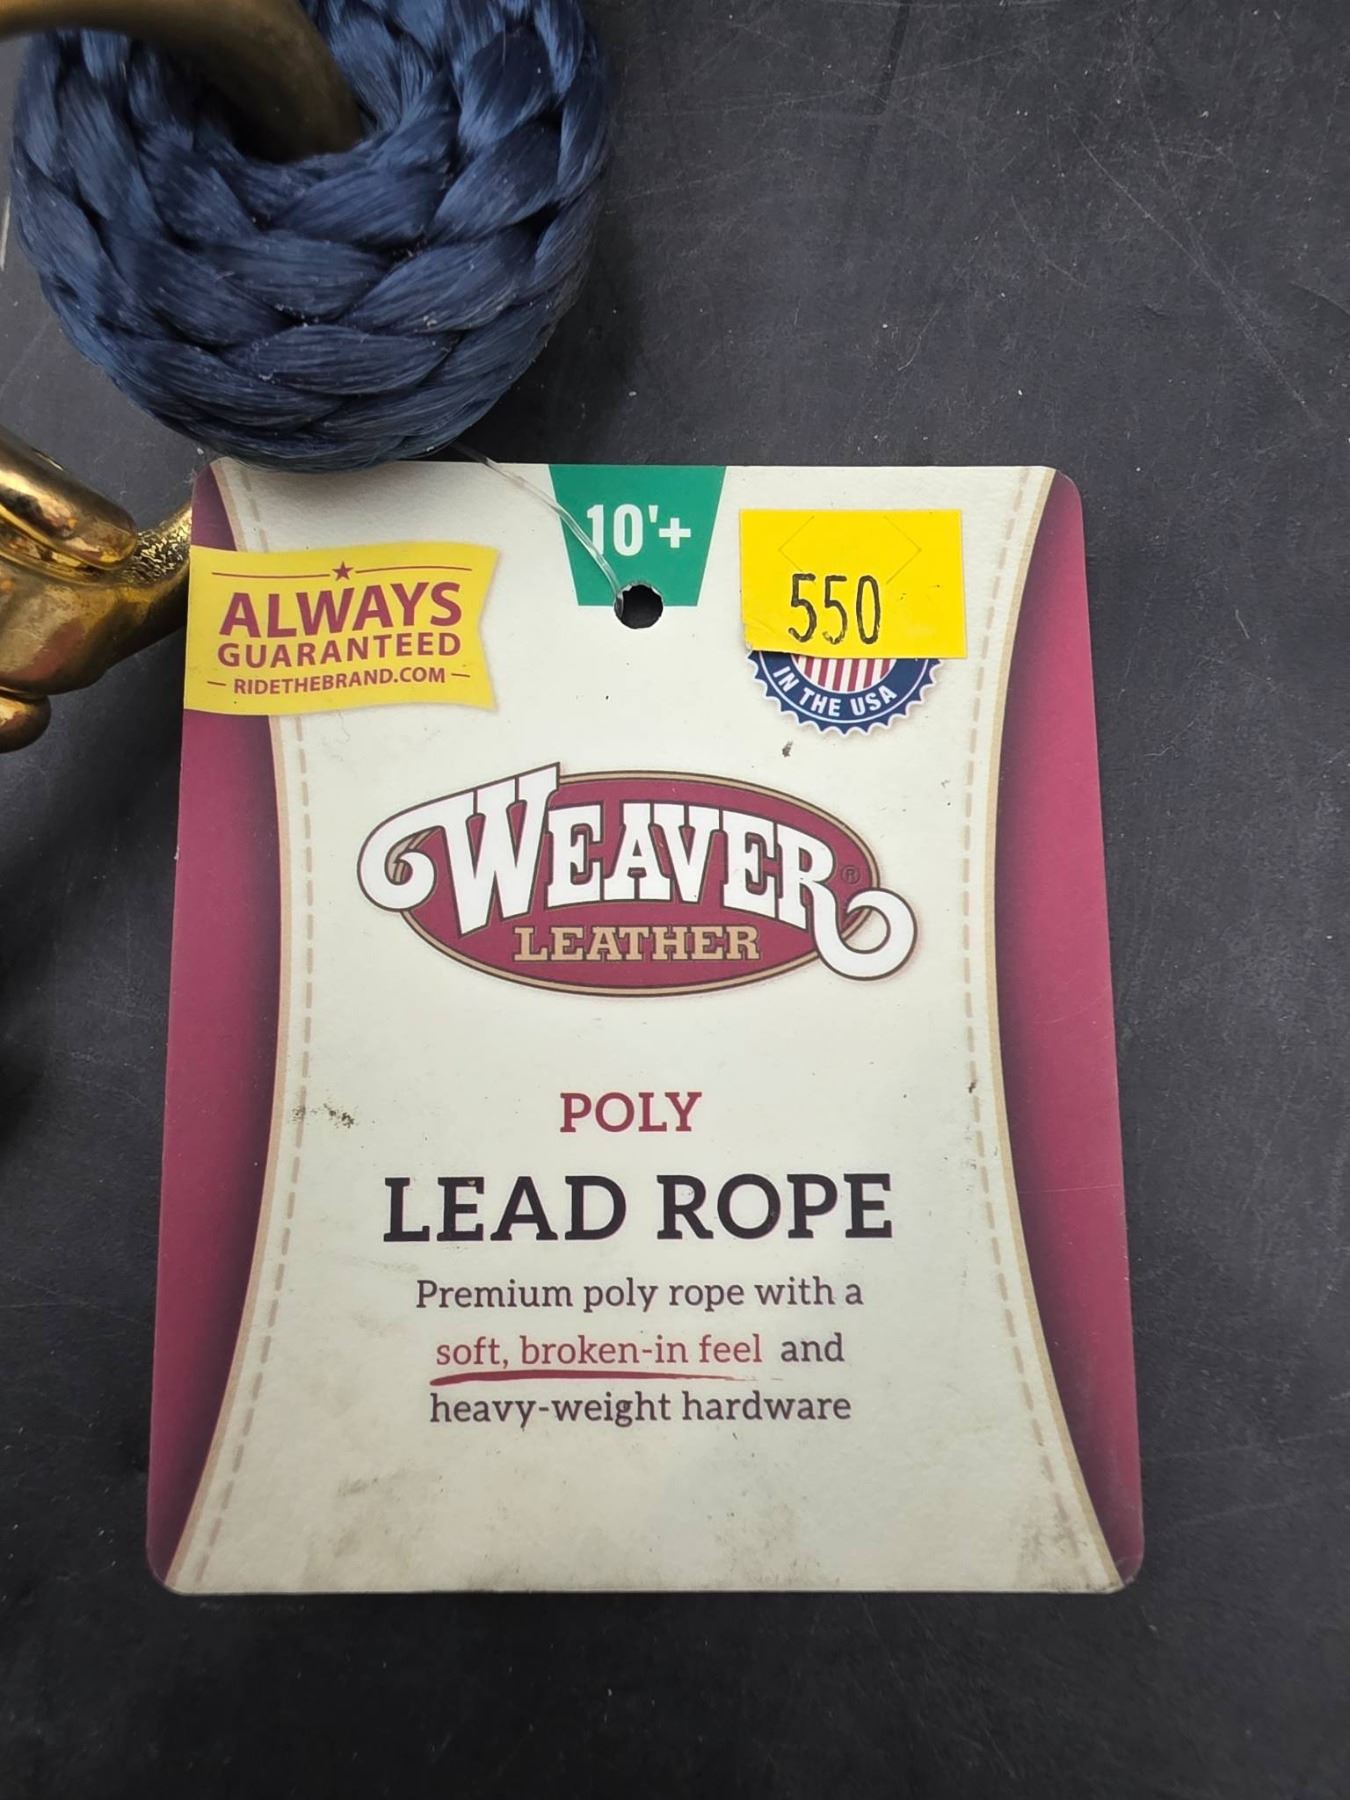 10'+
550
ALWAYS
GUARANTEED
RIDETHEBRAND.COM
IN THE USA
WEAVER®
LEATHER
POLY
LEAD ROPE
Premium poly rope with a
soft, broken-in feel and
heavy-weight hardware